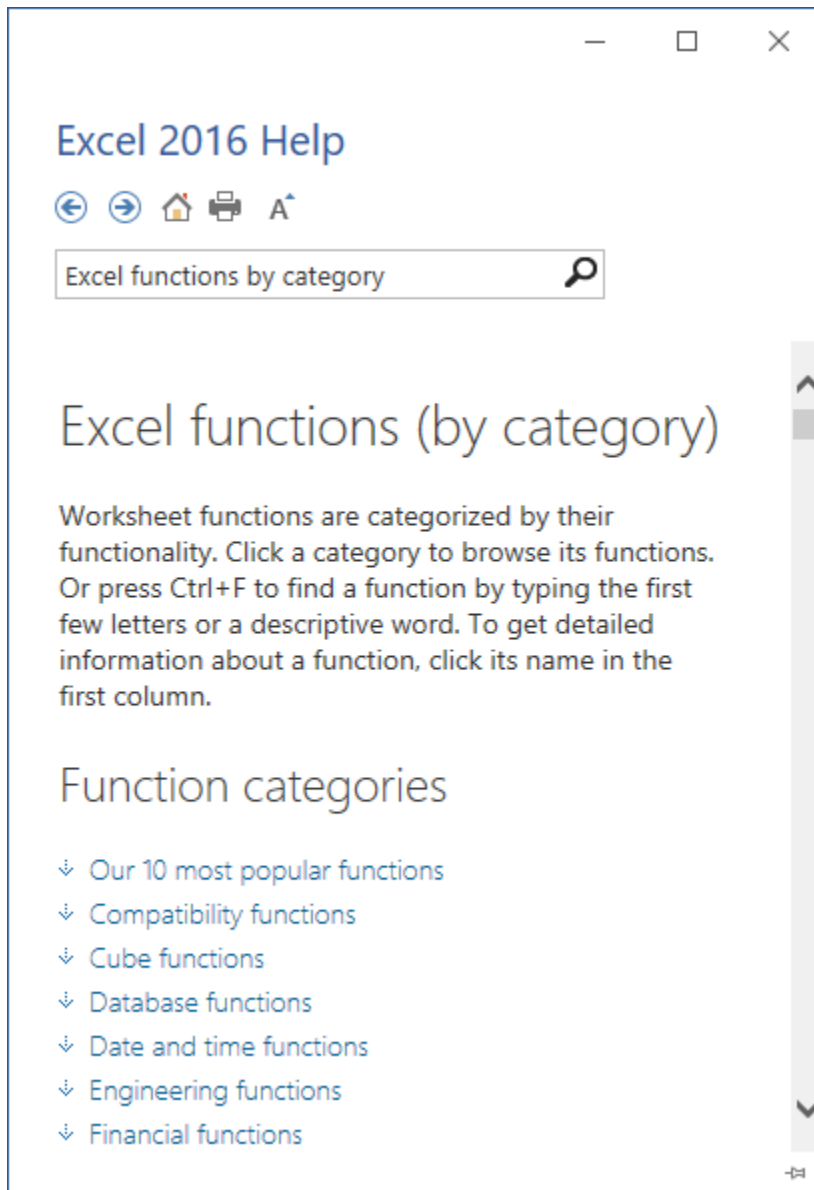 Excel 2016 Help
A
Excel functions by category
Excel functions (by category)
Worksheet functions are categorized by their
functionality. Click a category to browse its functions.
Or press Ctrl+F to find a function by typing the first
few letters or a descriptive word. To get detailed
information about a function, click its name in the
first column.
Function categories
Our 10 most popular functions
Compatibility functions
Cube functions
Database functions
Date and time functions
Engineering functions
Financial functions